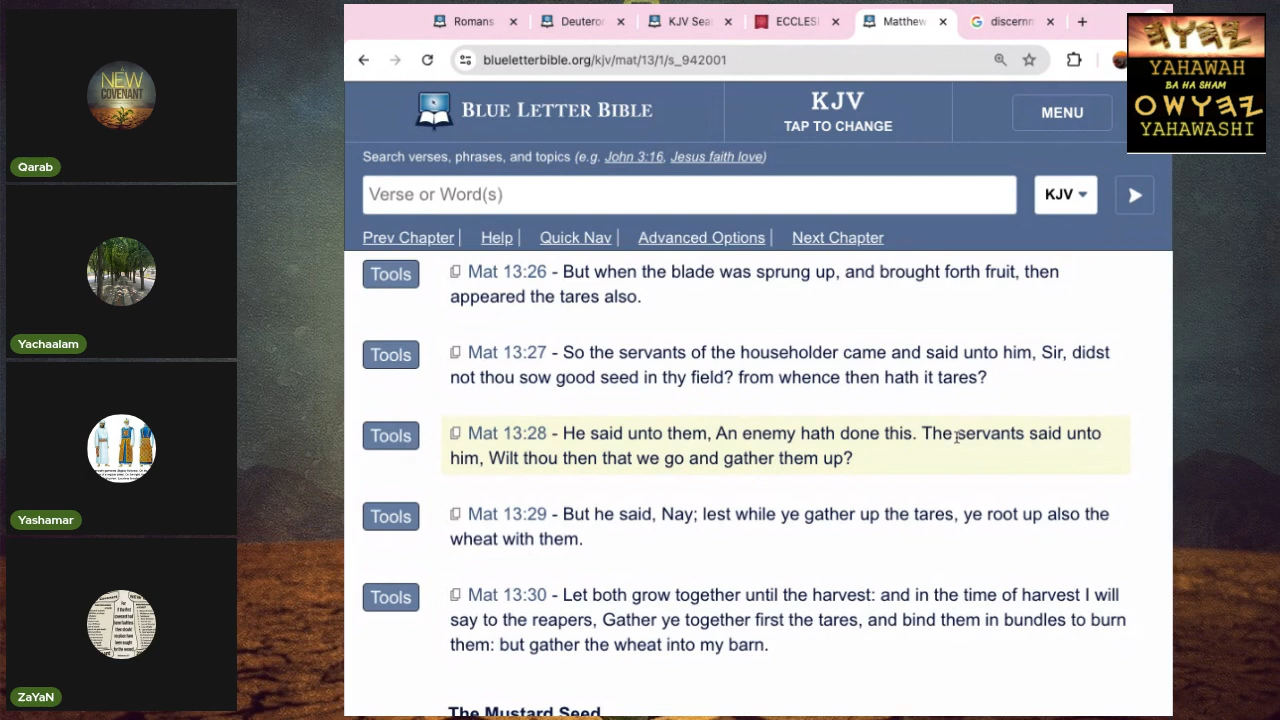 NEW
COVENANT
Qarab
Yachaalam
Yashamar
ZaYaN
Romans
Deuteron
KJV Sea
ECCLESI
Matthew
discernm
blueletterbible.org/kjv/mat/13/1/s_942001
BLUE LETTER BIBLE
KJV
TAP TO CHANGE
MENU
Search verses, phrases, and topics (e.g. John 3:16, Jesus faith love)
Verse or Word(s)
KJV
Prev Chapter | Help | Quick Nav | Advanced Options | Next Chapter
Tools
Mat 13:26 - But when the blade was sprung up, and brought forth fruit, then
appeared the tares also.
Tools
Mat 13:27 - So the servants of the householder came and said unto him, Sir, didst
not thou sow good seed in thy field? from whence then hath it tares?
Tools
Mat 13:28 - He said unto them, An enemy hath done this. The servants said unto
him, Wilt thou then that we go and gather them up?
Tools
Mat 13:29 - But he said, Nay; lest while ye gather up the tares, ye root up also the
wheat with them.
Tools
Mat 13:30 - Let both grow together until the harvest: and in the time of harvest I will
say to the reapers, Gather ye together first the tares, and bind them in bundles to burn
them: but gather the wheat into my barn.
The Mustard Seed
YAHAWAH
BA HA SHAM
YAHAWASHI